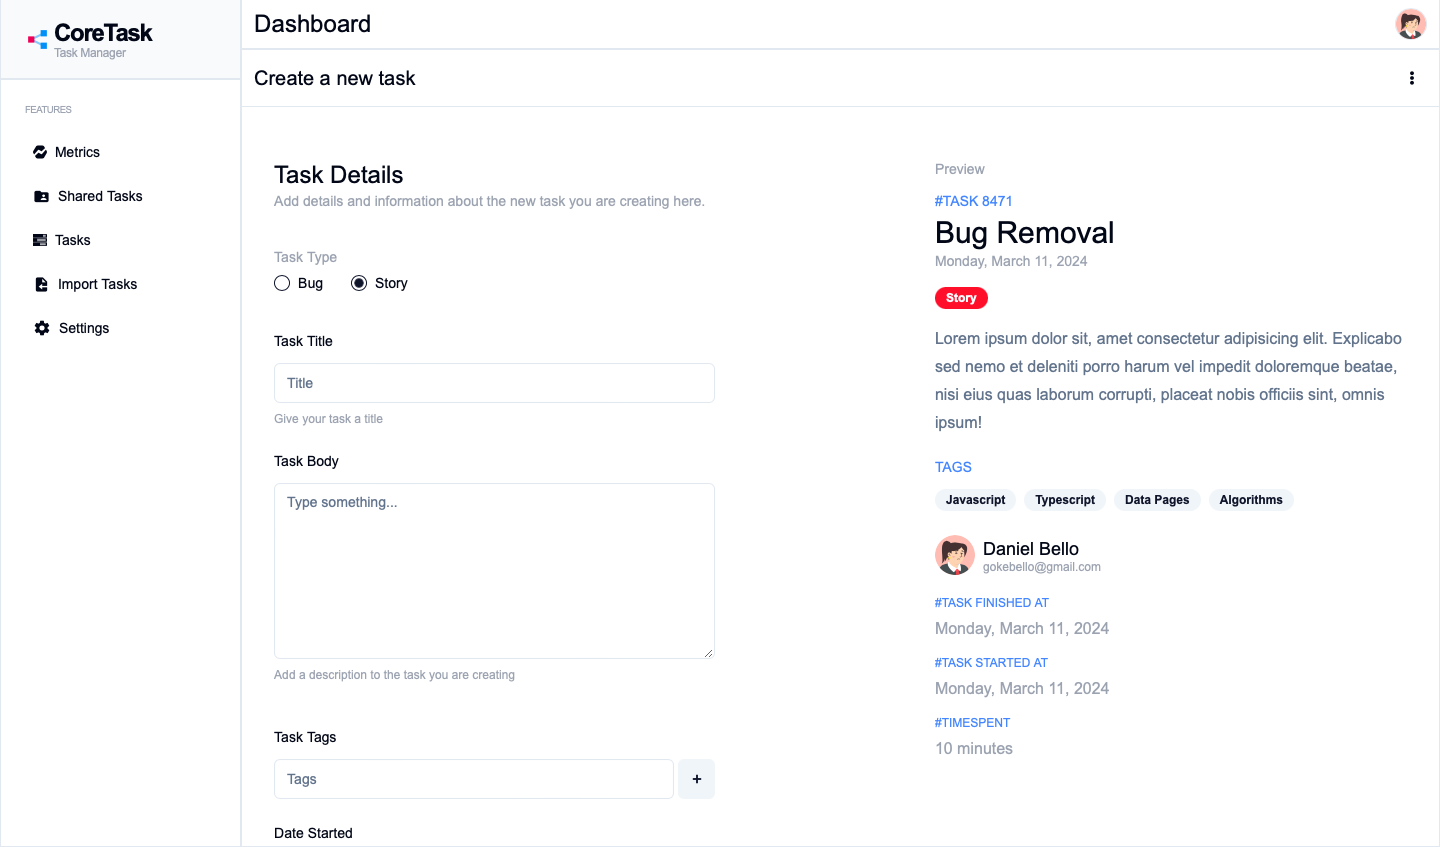 CoreTask
Task Manager
FEATURES
Metrics
Shared Tasks
Tasks
Import Tasks
Settings
Dashboard
Create a new task
Task Details
Add details and information about the new task you are creating here.
Task Type
Bug
Story
Task Title
Title
Give your task a title
Task Body
Type something...
Add a description to the task you are creating
Task Tags
Tags
+
Date Started
Preview
#TASK 8471
Bug Removal
Monday, March 11, 2024
Story
Lorem ipsum dolor sit, amet consectetur adipisicing elit. Explicabo
sed nemo et deleniti porro harum vel impedit doloremque beatae,
nisi eius quas laborum corrupti, placeat nobis officiis sint, omnis
ipsum!
TAGS
Javascript Typescript Data Pages Algorithms
Daniel Bello
gokebello@gmail.com
#TASK FINISHED AT
Monday, March 11, 2024
#TASK STARTED AT
Monday, March 11, 2024
#TIMESPENT
10 minutes